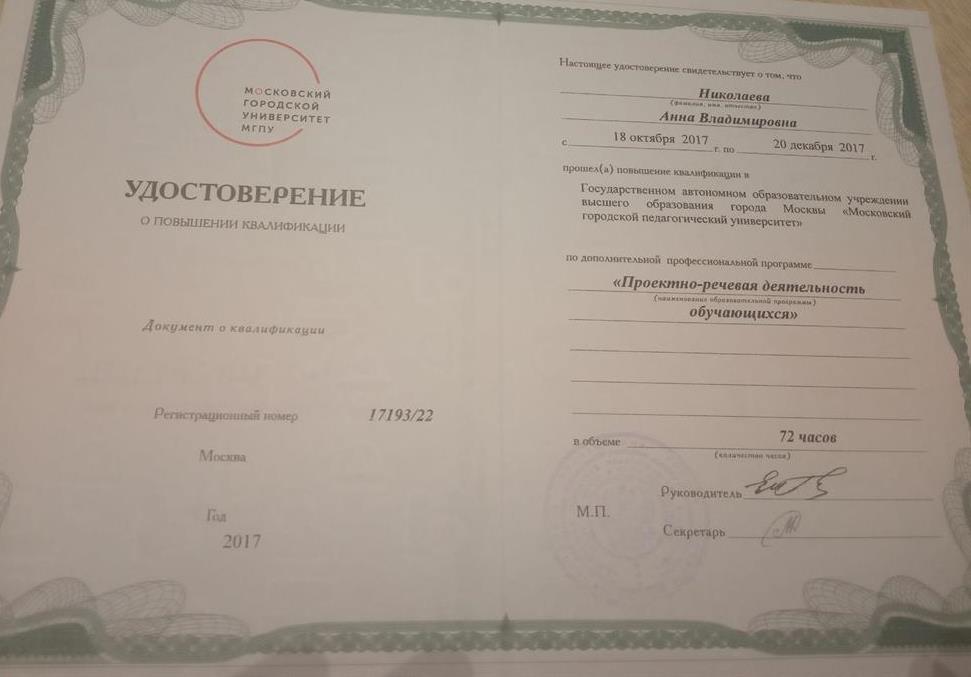 МОСКОВСКИЙ
ГОРОДСКОЙ
УНИВЕРСИТЕТ
МГПУ
УДОСТОВЕРЕНИЕ
О ПОВЫШЕНИИ КВАЛИФИКАЦИИ
Документ о квалификации
Регистрационный номер 17193/22
Москва
Год
2017
Настоящее удостоверение свидетельствует о том, что
Николаева
(фамилия, имя, отчество)
Анна Владимировна
с 18 октября 2017 г. по 20 декабря 2017 г.
прошел(а) повышение квалификации в
Государственном автономном образовательном учреждении
высшего образования города Москвы «Московский
городской педагогический университет»
по дополнительной профессиональной программе
«Проектно-речевая деятельность
(наименование образовательной программы)
обучающихся»
в объеме 72 часов
(количество часов)
Руководитель
М.П.
Секретарь